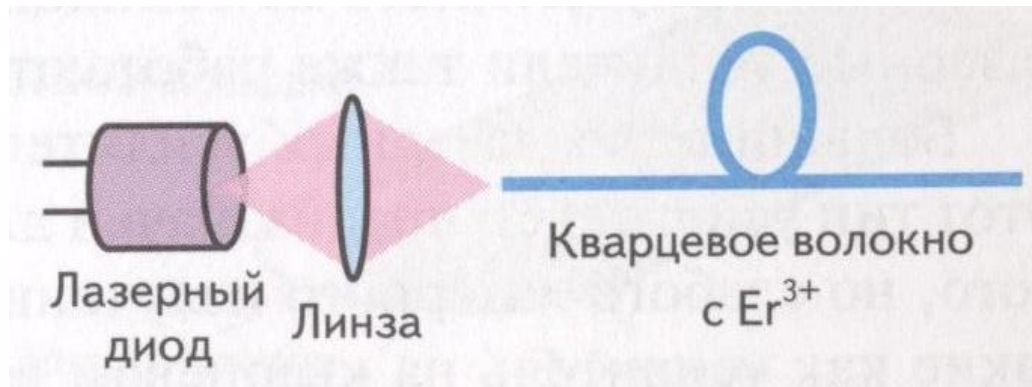 Лазерный
диод
Линза
Кварцевое волокно
с Er³⁺